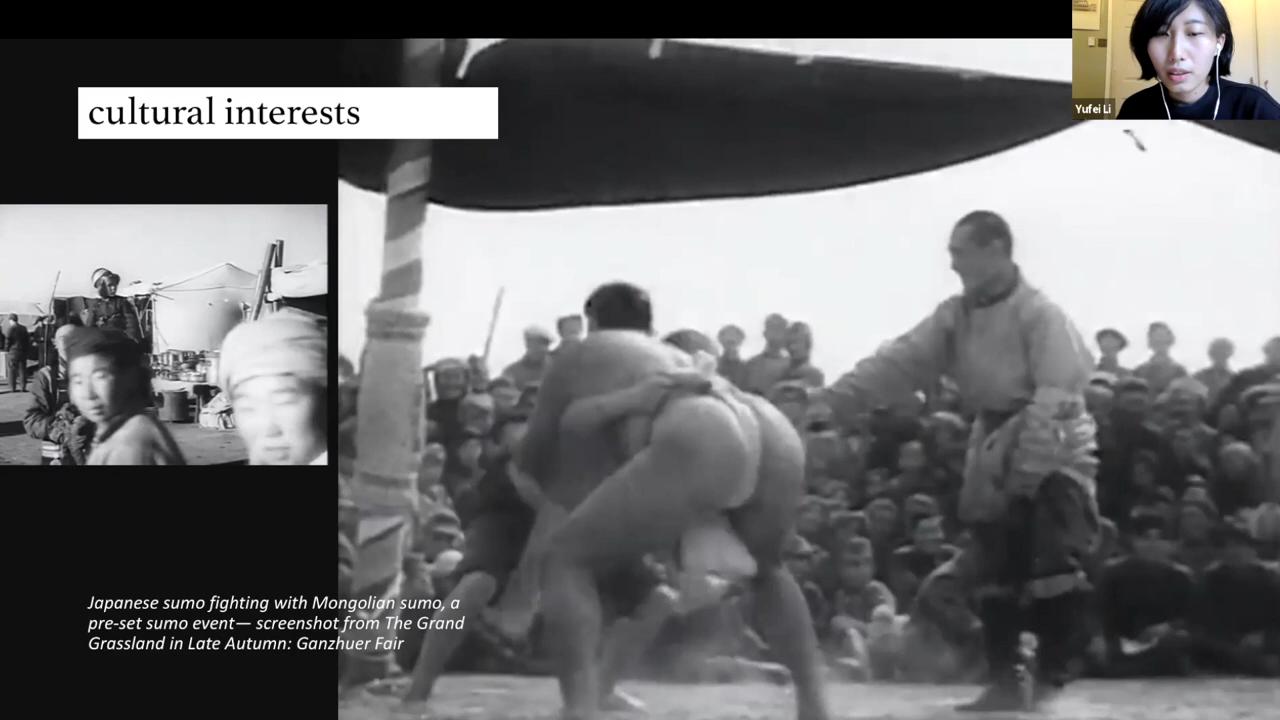 cultural interests
Yufei Li
Japanese sumo fighting with Mongolian sumo, a
pre-set sumo event— screenshot from The Grand
Grassland in Late Autumn: Ganzhuer Fair